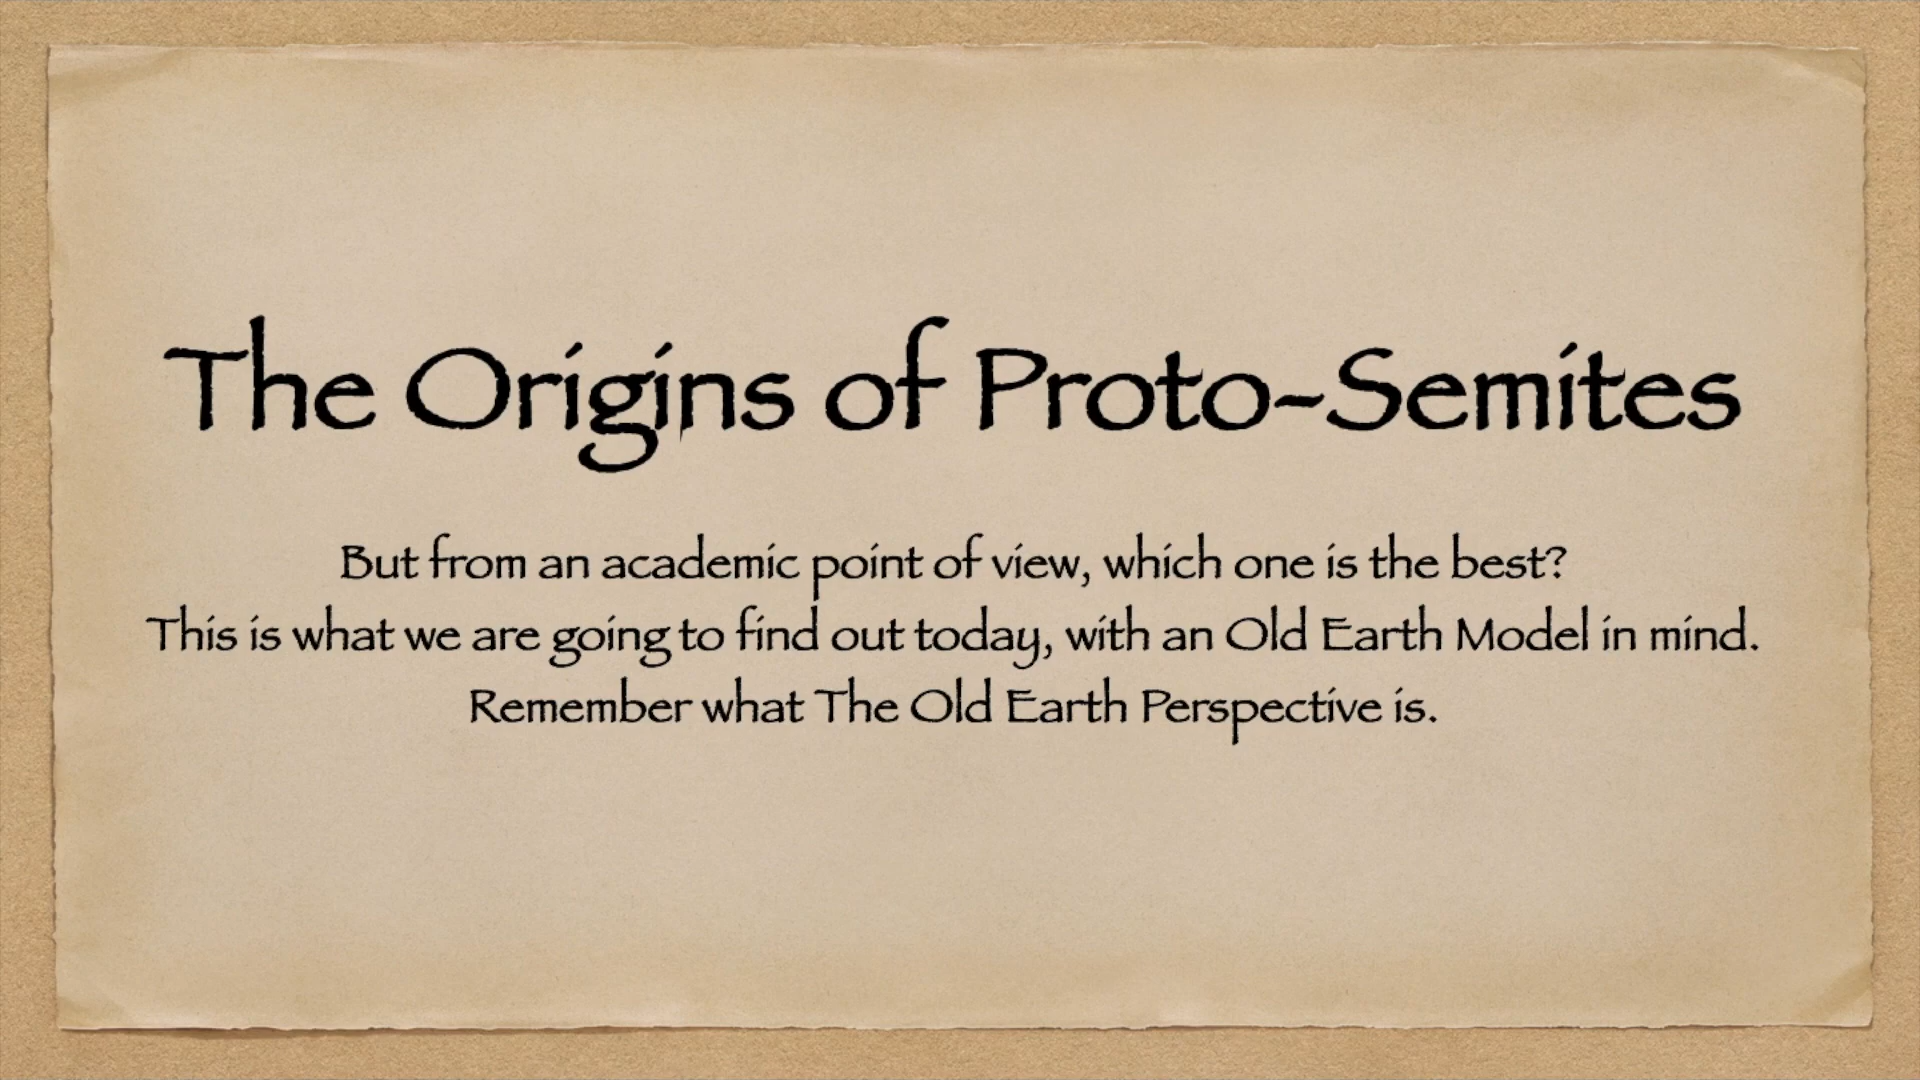 The Origins of Proto-Semites
But from an academic point of view, which one is the best?
This is what we are going to find out today, with an Old Earth Model in mind.
Remember what The Old Earth Perspective is.